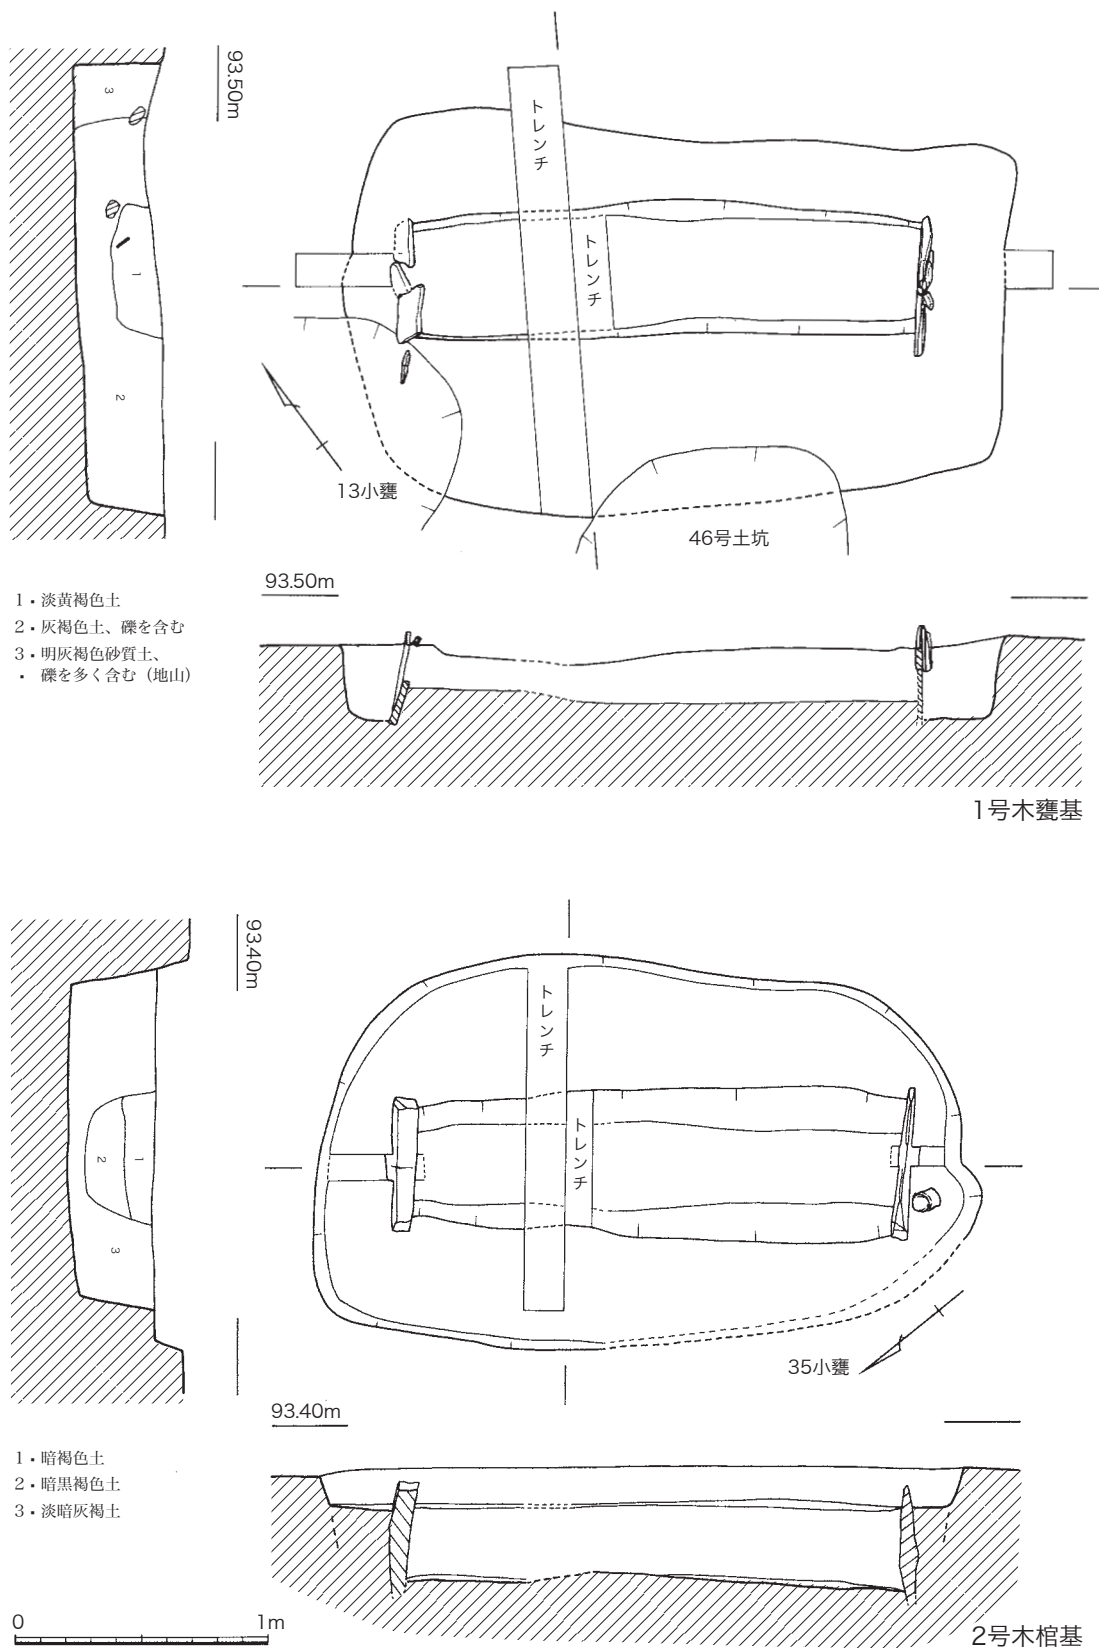 93.50m
トレンチ
トレンチ
13小甕
46号土坑
93.50m
3
1
2
1・淡黄褐色土
2・灰褐色土、礫を含む
3・明灰褐色砂質土、
・ 礫を多く含む（地山）
1号木甕基
93.40m
トレンチ
トレンチ
35小甕
93.40m
2
1
3
1・暗褐色土
2・暗黒褐色土
3・淡暗灰褐土
0 1m
2号木棺基